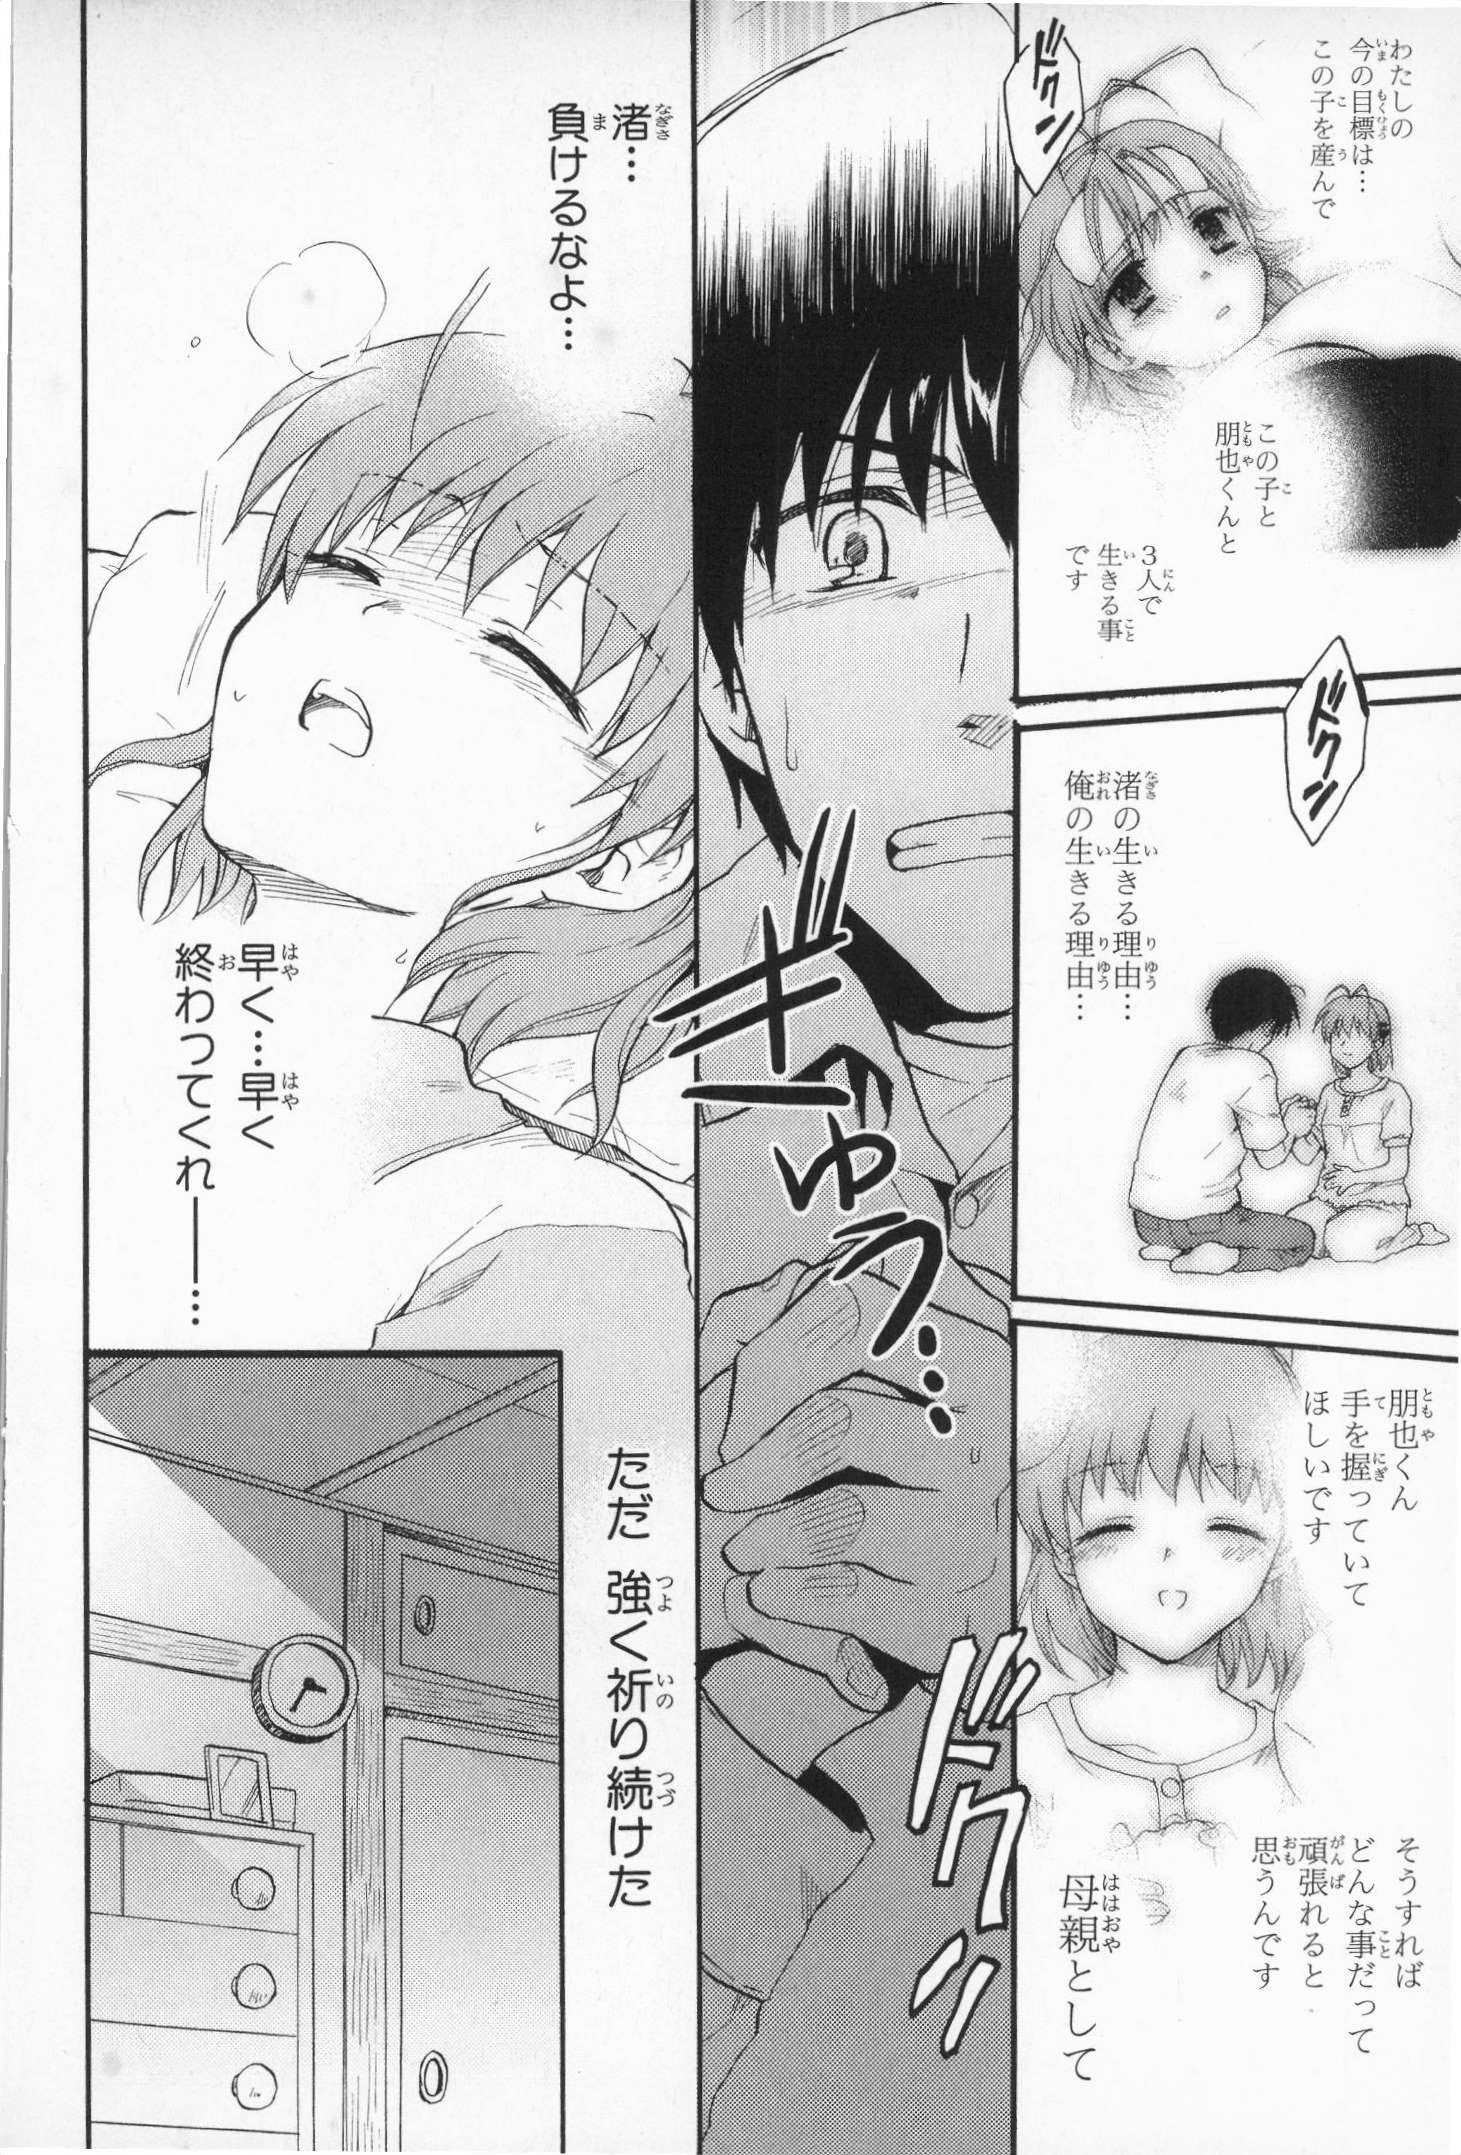 わたしの
今の目標は…
この子を産んで
ドクン
この子と
朋也くんと
3人で
生きる事
です
ドクン
渚の生きる理由…
俺の生きる理由…
朋也くん
手を握っていて
ほしいです
そうすれば
どんな事だって
頑張れると
思うんです
母親として
ギュウ…
ドクン
渚…
負けるなよ…
早く…早く
終わってくれ――…
ただ 強く祈り続けた